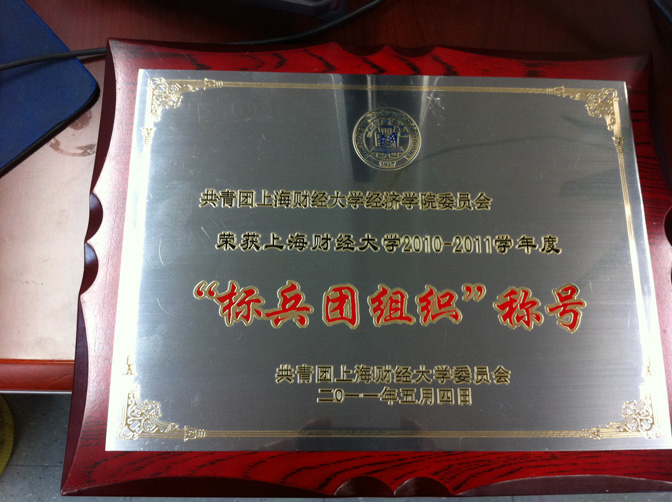 共青团上海财经大学经济学院委员会
荣获上海财经大学2010-2011学年度
“标兵团组织”称号
共青团上海财经大学委员会
二〇一一年五月四日